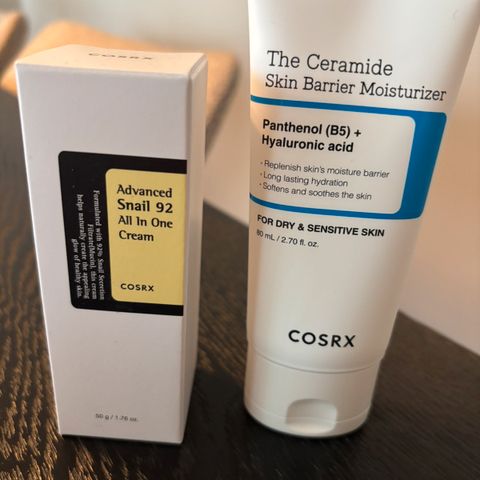 COSRX
Advanced
Snail 92
All In One
Cream
Formulated with 92% Snail Secretion
Filtrate(Mucin), this cream
helps naturally create the appealing
glow of healthy skin.
COSRX
50 g / 1.76 oz.
The Ceramide
Skin Barrier Moisturizer
Panthenol (B5) +
Hyaluronic acid
· Replenish skin's moisture barrier
· Long lasting hydration
· Softens and soothes the skin
FOR DRY & SENSITIVE SKIN
80 mL / 2.70 fl. oz.
COSRX